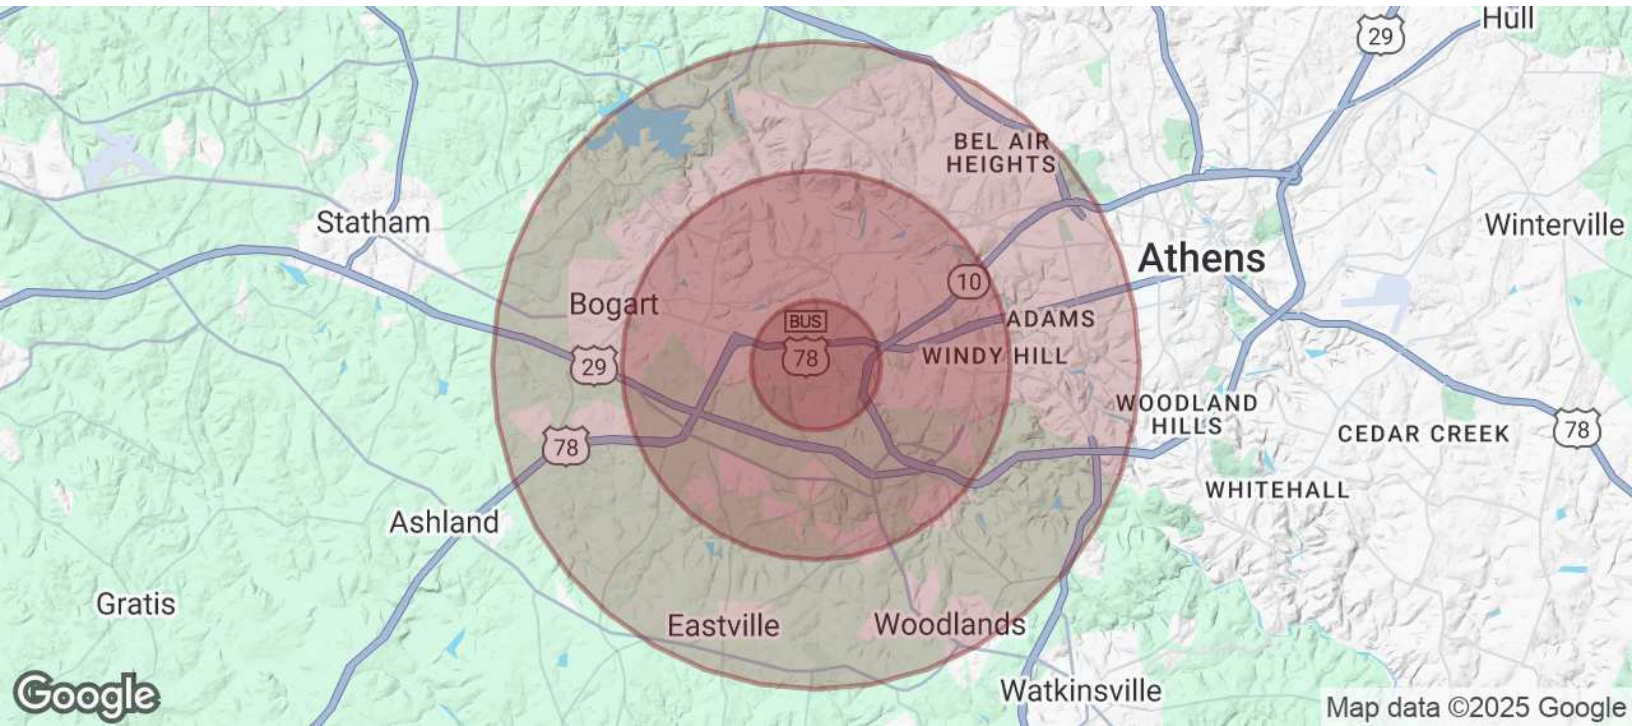 Hull
29
BEL AIR
HEIGHTS
Statham
Winterville
Athens
10
Bogart
BUS
78
ADAMS
WINDY HILL
29
WOODLAND
HILLS
78
CEDAR CREEK
78
WHITEHALL
Ashland
Gratis
Eastville
Woodlands
Watkinsville
Google
Map data ©2025 Google